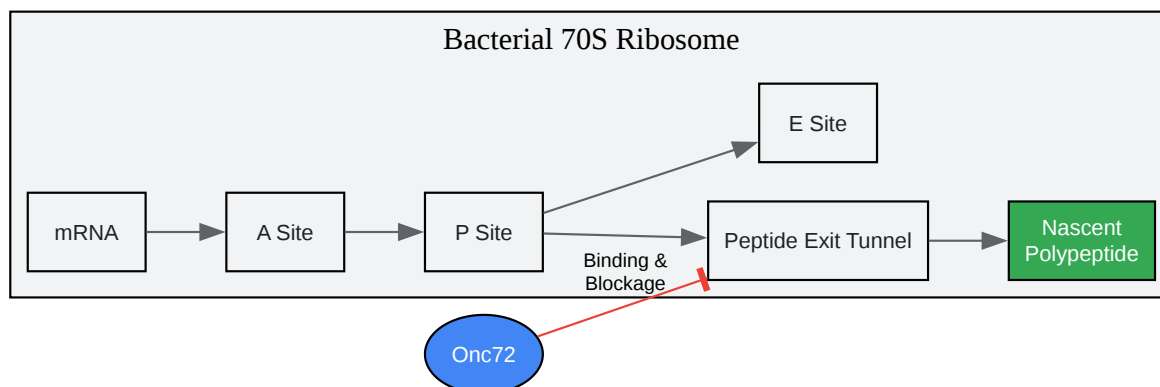 Bacterial 70S Ribosome
E Site
mRNA
A Site
P Site
Peptide Exit Tunnel
Nascent
Polypeptide
Binding &
Blockage
Onc72